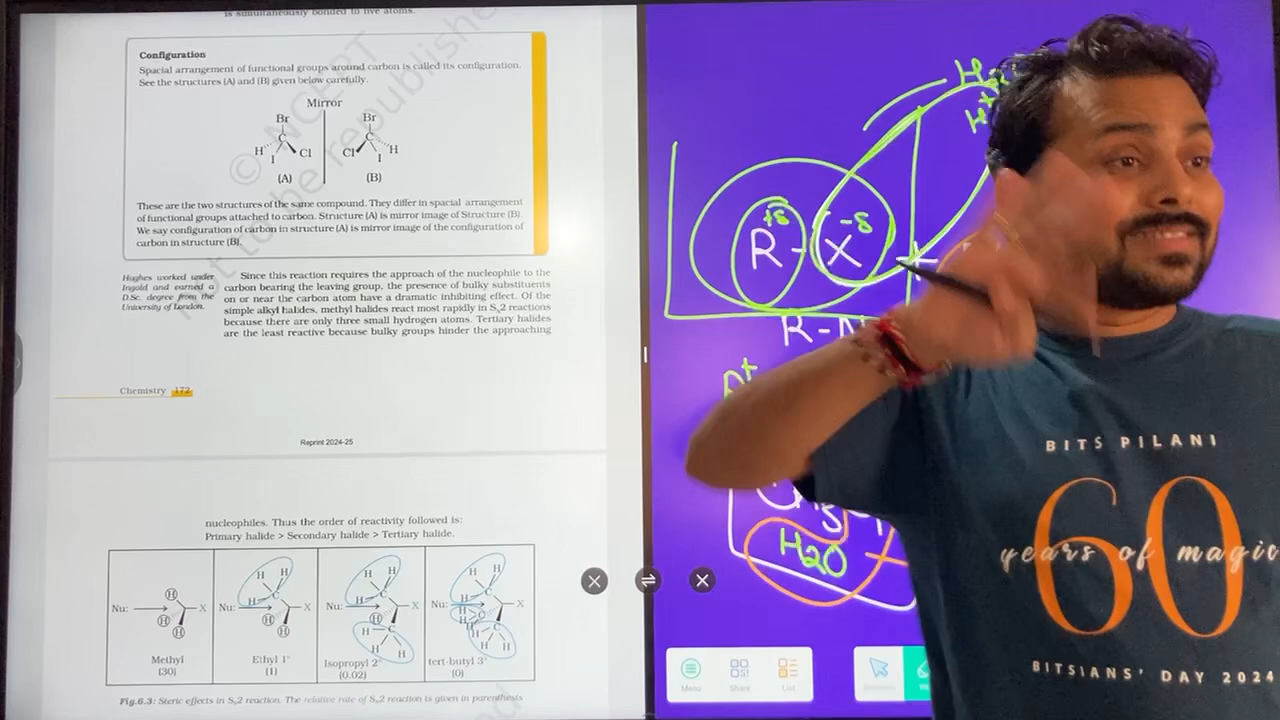 is simultaneously bonded to five atoms.
Configuration
Spacial arrangement of functional groups around carbon is called its configuration.
See the structures (A) and (B) given below carefully.
Mirror
Br
Br
C
C
H
I
Cl
Cl
I
H
(A)
(B)
These are the two structures of the same compound. They differ in spacial arrangement
of functional groups attached to carbon. Structure (A) is mirror image of Structure (B).
We say configuration of carbon in structure (A) is mirror image of the configuration of
carbon in structure (B).
© NCERT
not to be republished
Hughes worked under
Ingold and earned a
D.Sc. degree from the
University of London.
Since this reaction requires the approach of the nucleophile to the
carbon bearing the leaving group, the presence of bulky substituents
on or near the carbon atom have a dramatic inhibiting effect. Of the
simple alkyl halides, methyl halides react most rapidly in SN2 reactions
because there are only three small hydrogen atoms. Tertiary halides
are the least reactive because bulky groups hinder the approaching
Chemistry 172
Reprint 2024-25
nucleophiles. Thus the order of reactivity followed is:
Primary halide > Secondary halide > Tertiary halide.
Nu: H H H X
Nu: H H H C H H X
Nu: H H H C H H C H H X
Nu: H H H C H H C H H C H H X
Methyl
(30)
Ethyl 1°
(1)
Isopropyl 2°
(0.02)
tert-butyl 3°
(0)
Fig.6.3: Steric effects in SN2 reaction. The relative rate of SN2 reaction is given in parenthesis
+δ
-δ
R - X
R-N
H2O
Menu
Share
List
BITS PILANI
60
years of magic
BITSIANS' DAY 2024